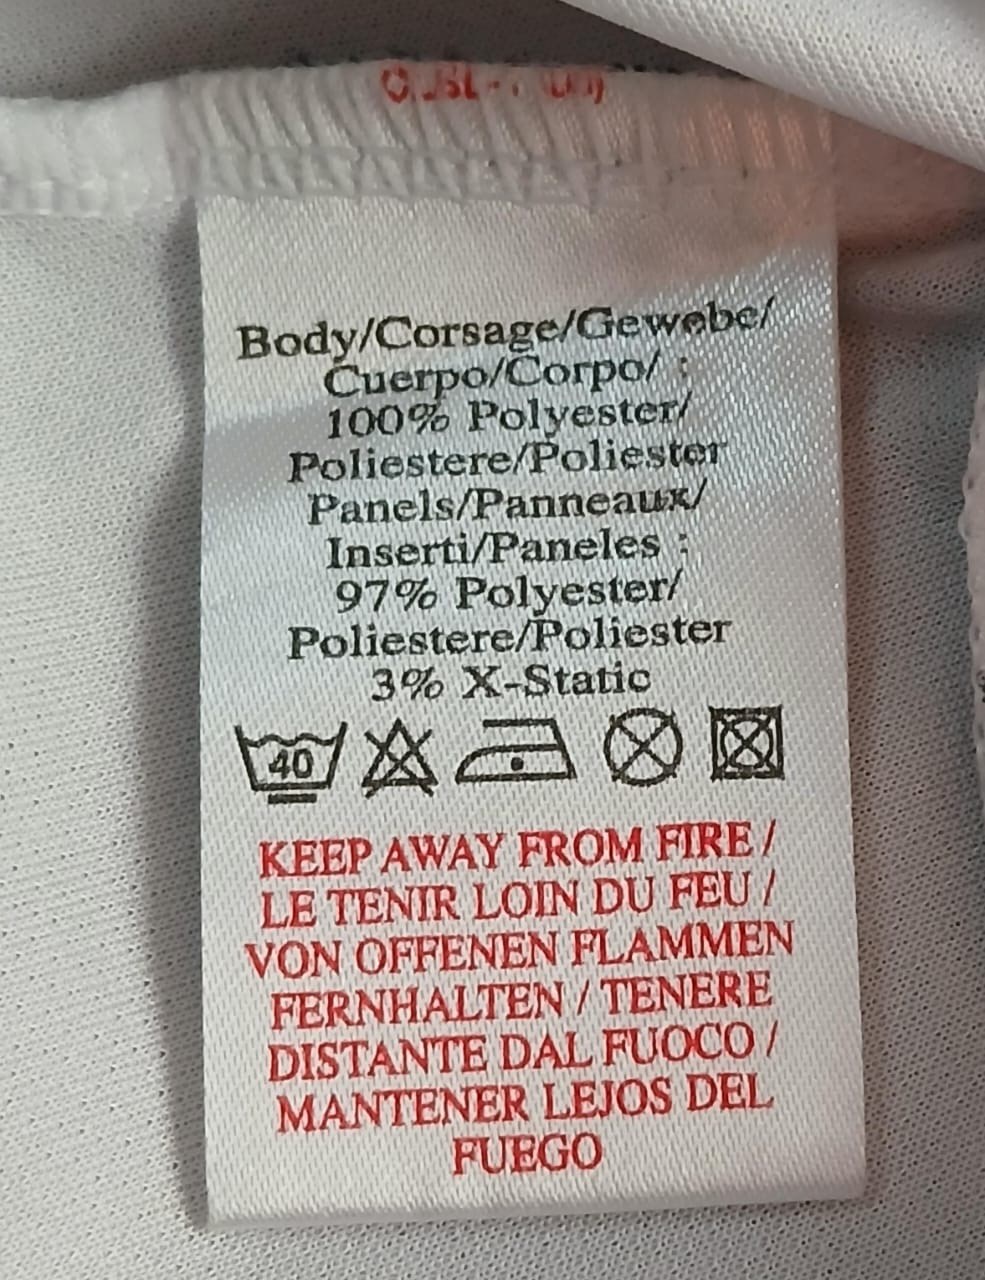 Body/Corsage/Gewebe/
Cuerpo/Corpo/ :
100% Polyester/
Poliestere/Poliester
Panels/Panneaux/
Inserti/Paneles :
97% Polyester/
Poliestere/Poliester
3% X-Static
40
KEEP AWAY FROM FIRE /
LE TENIR LOIN DU FEU /
VON OFFENEN FLAMMEN
FERNHALTEN / TENERE
DISTANTE DAL FUOCO /
MANTENER LEJOS DEL
FUEGO